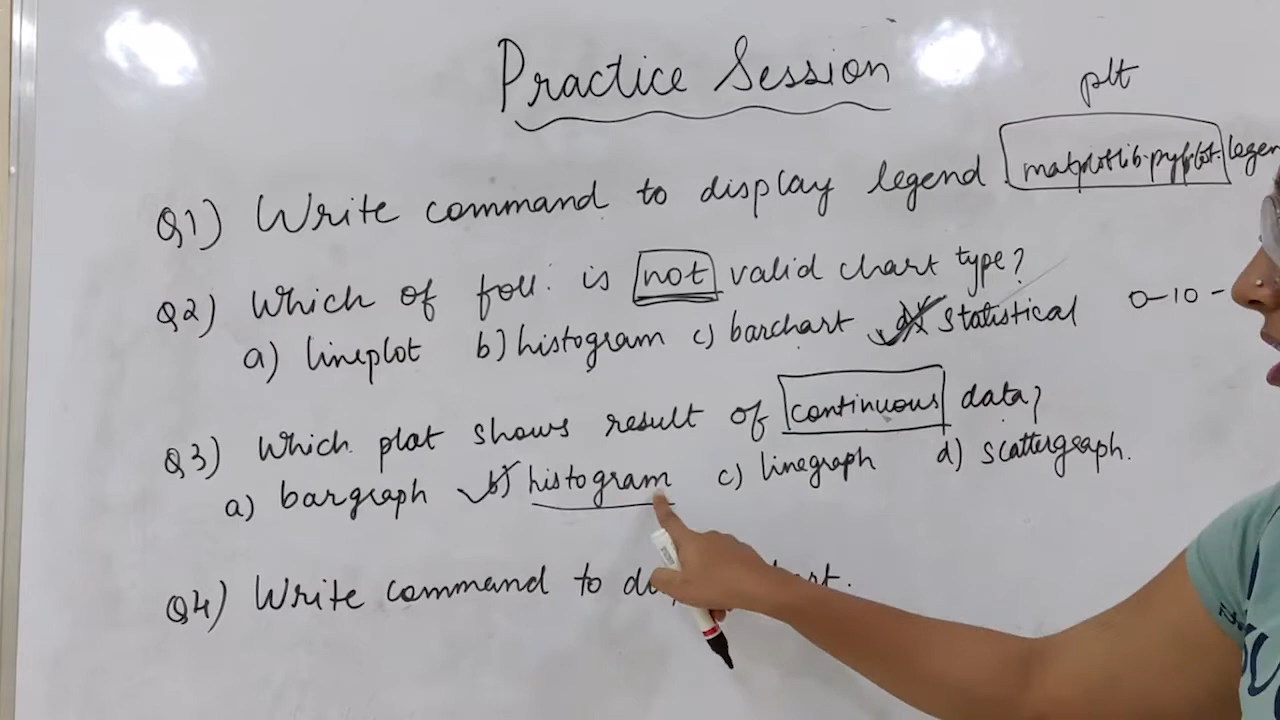 Practice Session
plt
Q1) Write command to display legend. matplotlib.pyplot.legen
Q2) Which of foll. is not valid chart type?
a) lineplot b) histogram c) barchart d) statistical 0-10-
Q3) Which plot shows result of continuous data?
a) bargraph b) histogram c) linegraph d) scattergraph.
Q4) Write command to